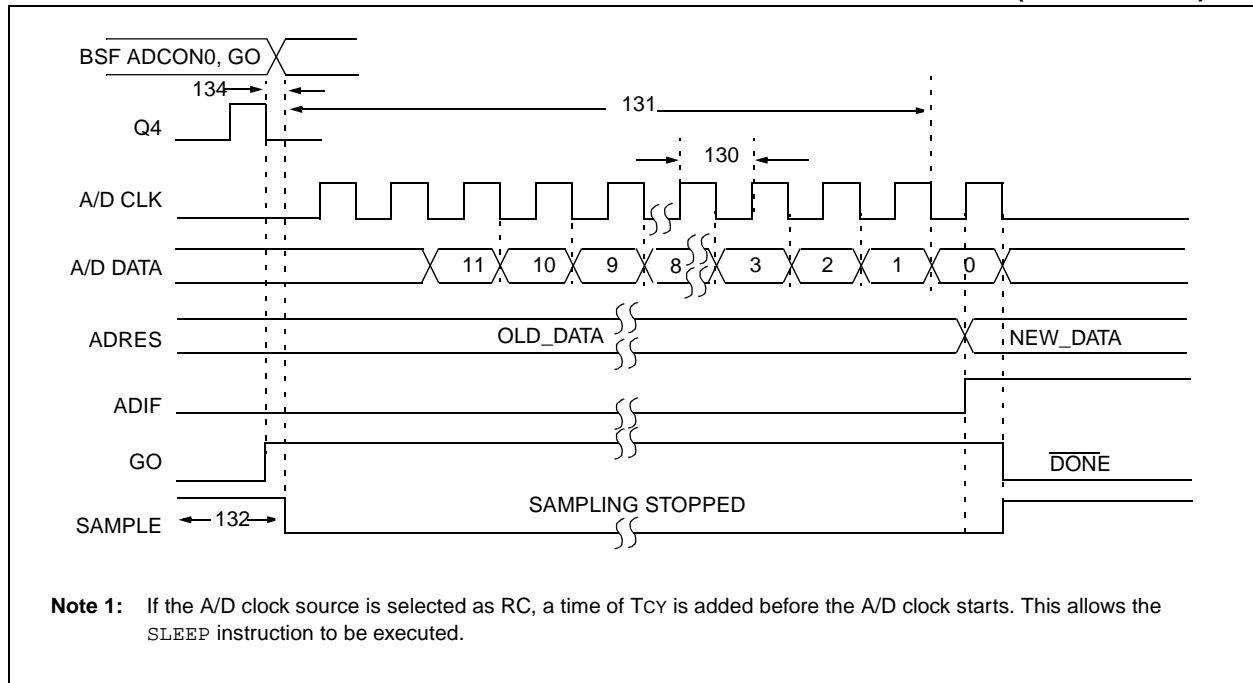 BSF ADCON0, GO
134
131
Q4
130
A/D CLK
A/D DATA
11 10 9 8 3 2 1 0
ADRES
OLD_DATA
NEW_DATA
ADIF
GO
DONE
SAMPLING STOPPED
SAMPLE
132
Note 1: If the A/D clock source is selected as RC, a time of TCY is added before the A/D clock starts. This allows the
SLEEP instruction to be executed.